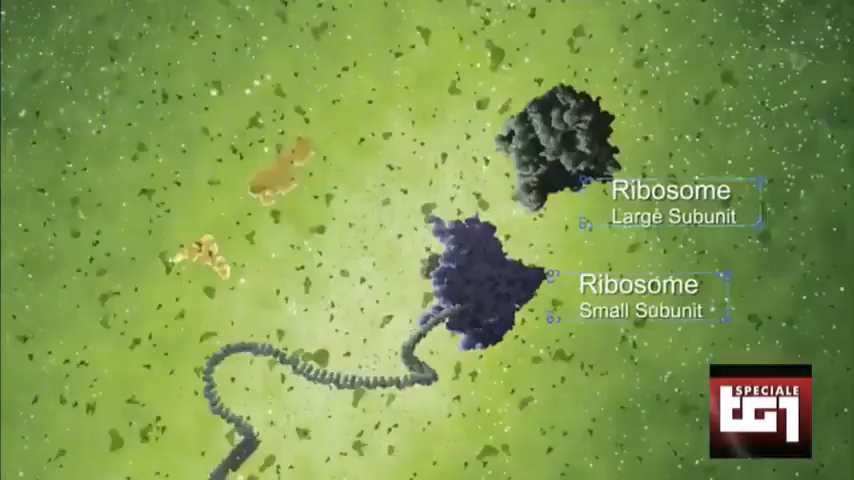 Ribosome
Large Subunit
Ribosome
Small Subunit
SPECIALE
TG1